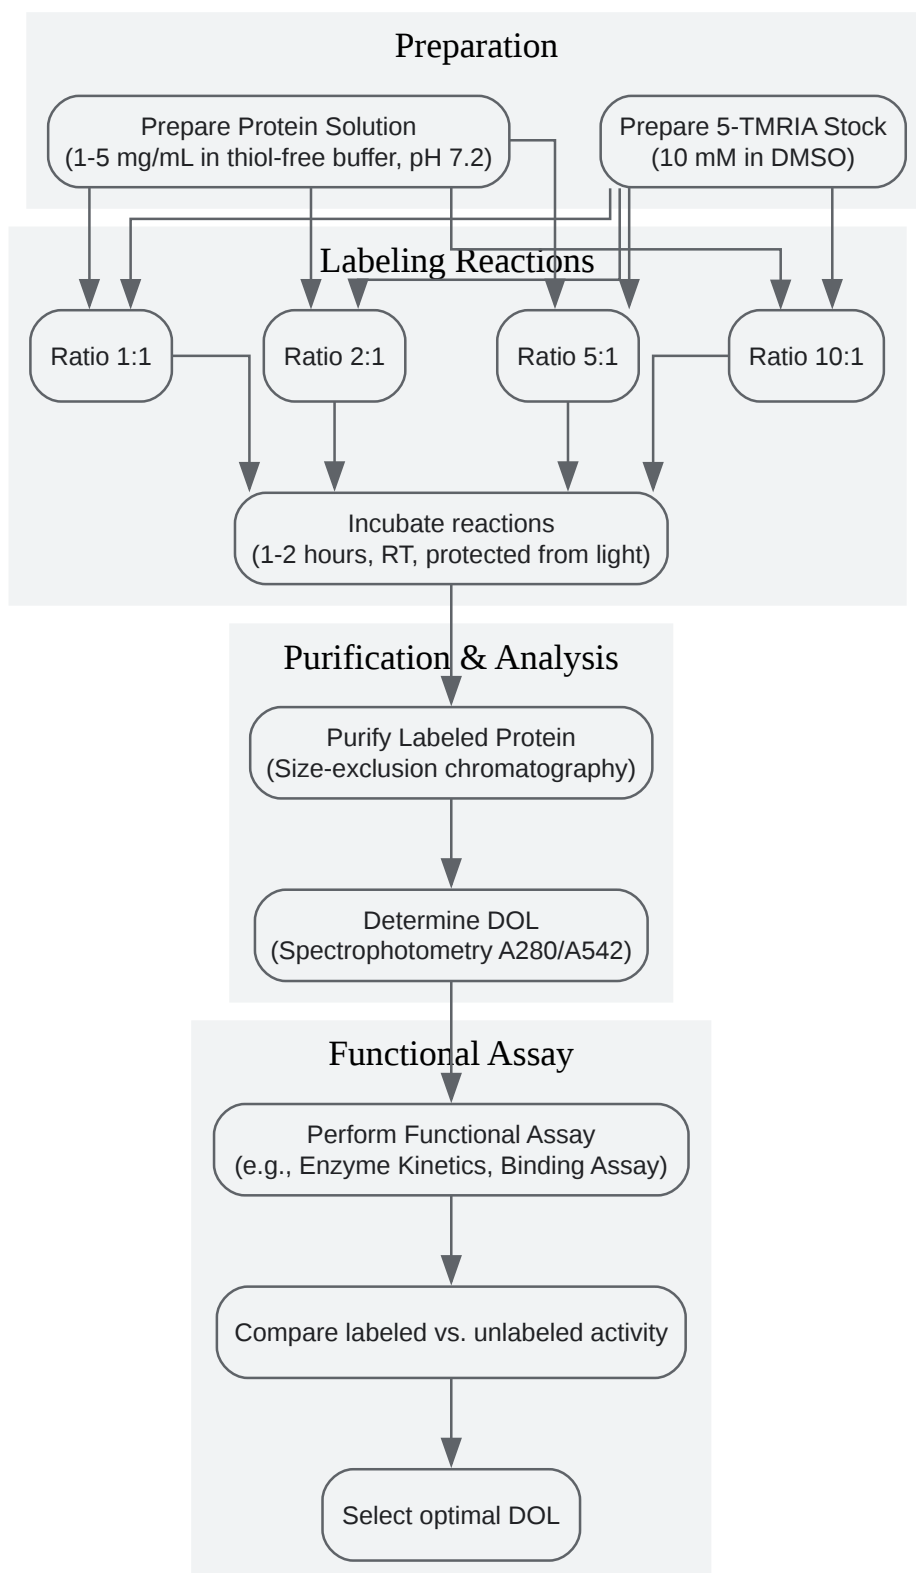 Preparation
Prepare Protein Solution
(1-5 mg/mL in thiol-free buffer, pH 7.2)
Prepare 5-TMRIA Stock
(10 mM in DMSO)
Labeling Reactions
Ratio 1:1
Ratio 2:1
Ratio 5:1
Ratio 10:1
Incubate reactions
(1-2 hours, RT, protected from light)
Purification & Analysis
Purify Labeled Protein
(Size-exclusion chromatography)
Determine DOL
(Spectrophotometry A280/A542)
Functional Assay
Perform Functional Assay
(e.g., Enzyme Kinetics, Binding Assay)
Compare labeled vs. unlabeled activity
Select optimal DOL